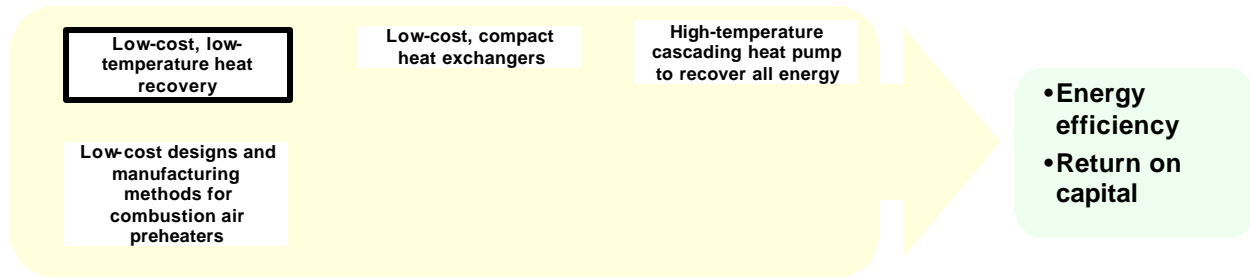 Low-cost, low-
temperature heat
recovery
Low-cost, compact
heat exchangers
High-temperature
cascading heat pump
to recover all energy
Low-cost designs and
manufacturing
methods for
combustion air
preheaters
•Energy
efficiency
•Return on
capital